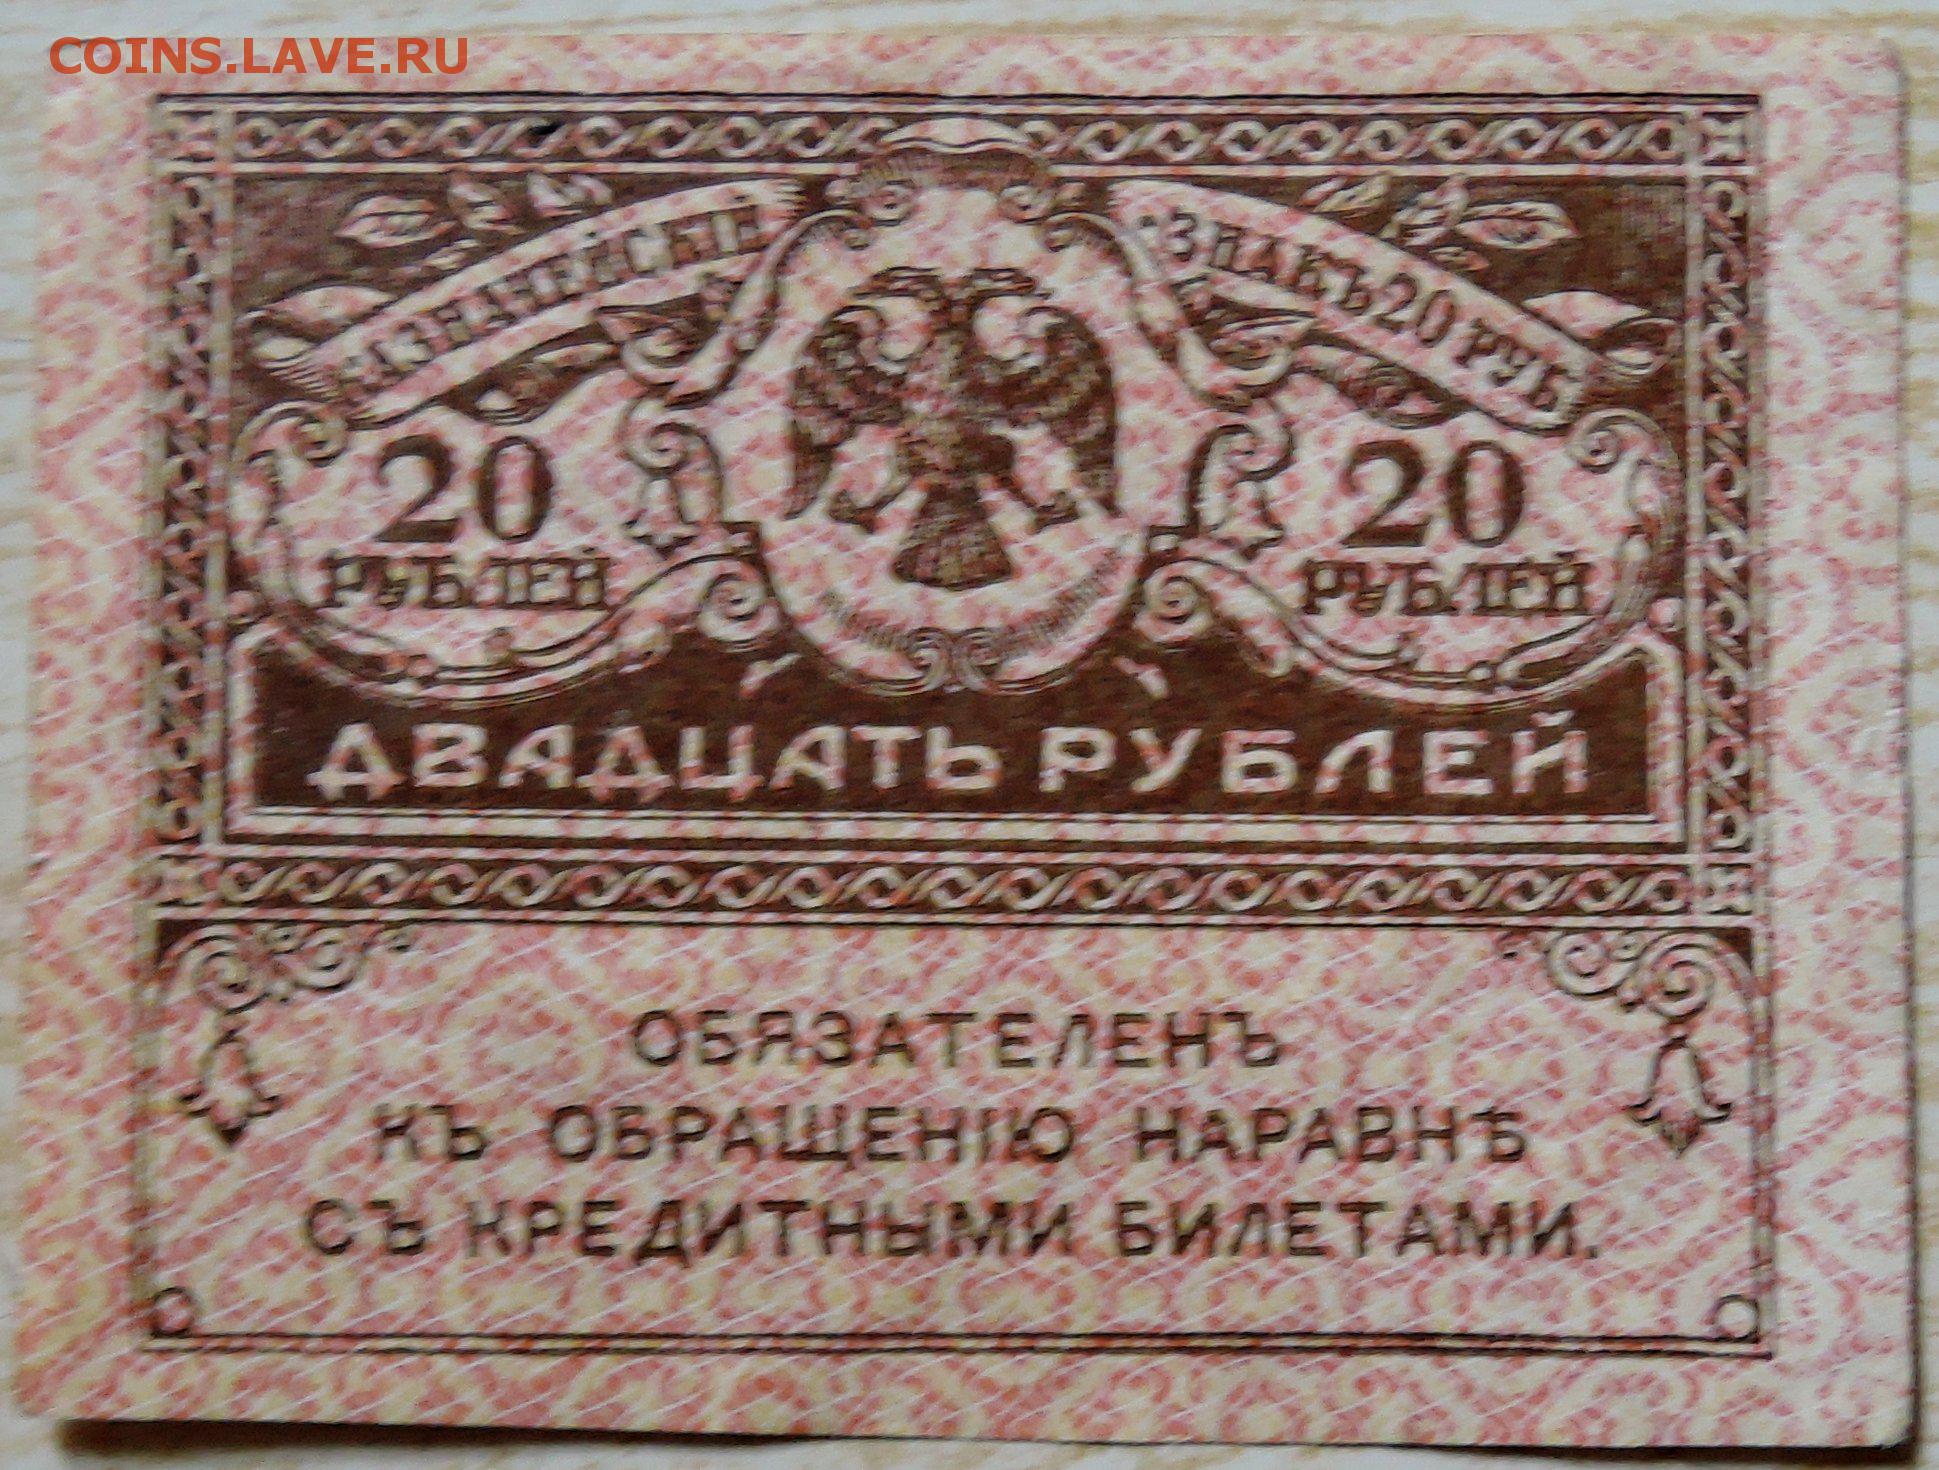 COINS.LAVE.RU
КАЗНАЧЕЙСКІЙ ЗНАКЪ 20 РУБ
20 20
РУБЛЕЙ РУБЛЕЙ
ДВАДЦАТЬ РУБЛЕЙ
ОБЯЗАТЕЛЕНЪ
КЪ ОБРАЩЕНІЮ НАРАВНѢ
СЪ КРЕДИТНЫМИ БИЛЕТАМИ.